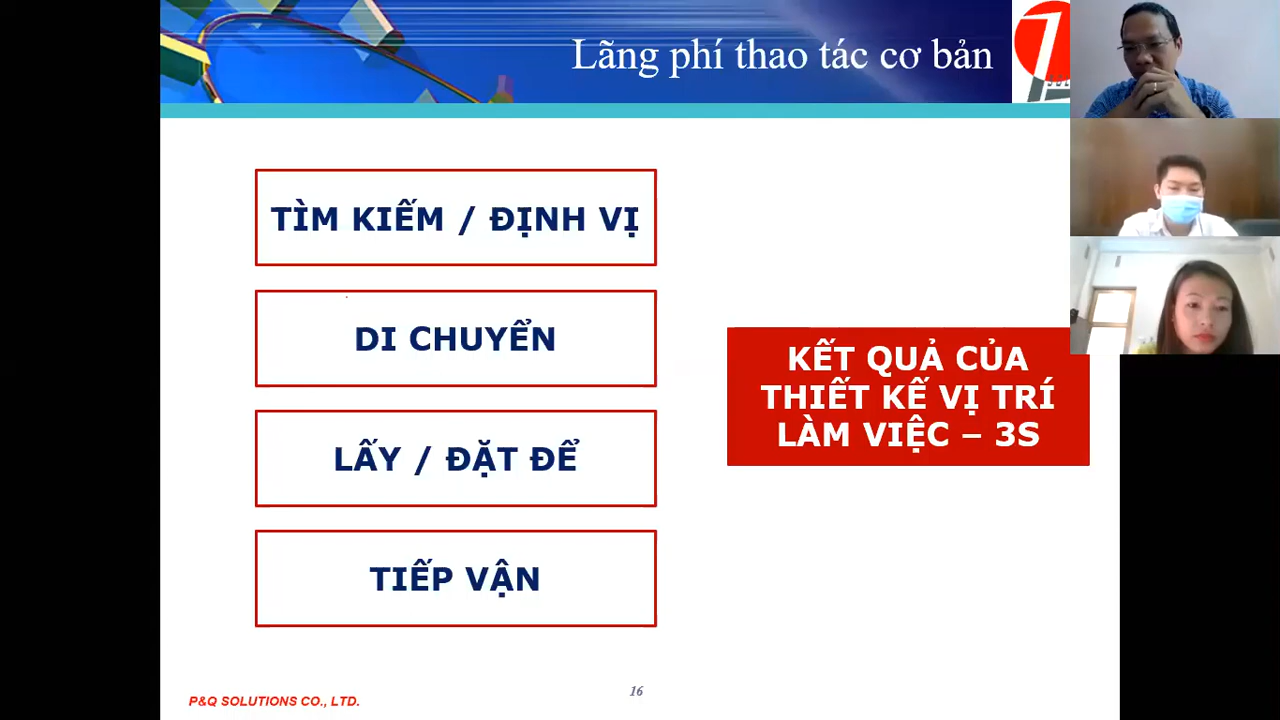 Lãng phí thao tác cơ bản
TÌM KIẾM / ĐỊNH VỊ
DI CHUYỂN
LẤY / ĐẶT ĐỂ
TIẾP VẬN
KẾT QUẢ CỦA
THIẾT KẾ VỊ TRÍ
LÀM VIỆC – 3S
P&Q SOLUTIONS CO., LTD.
16